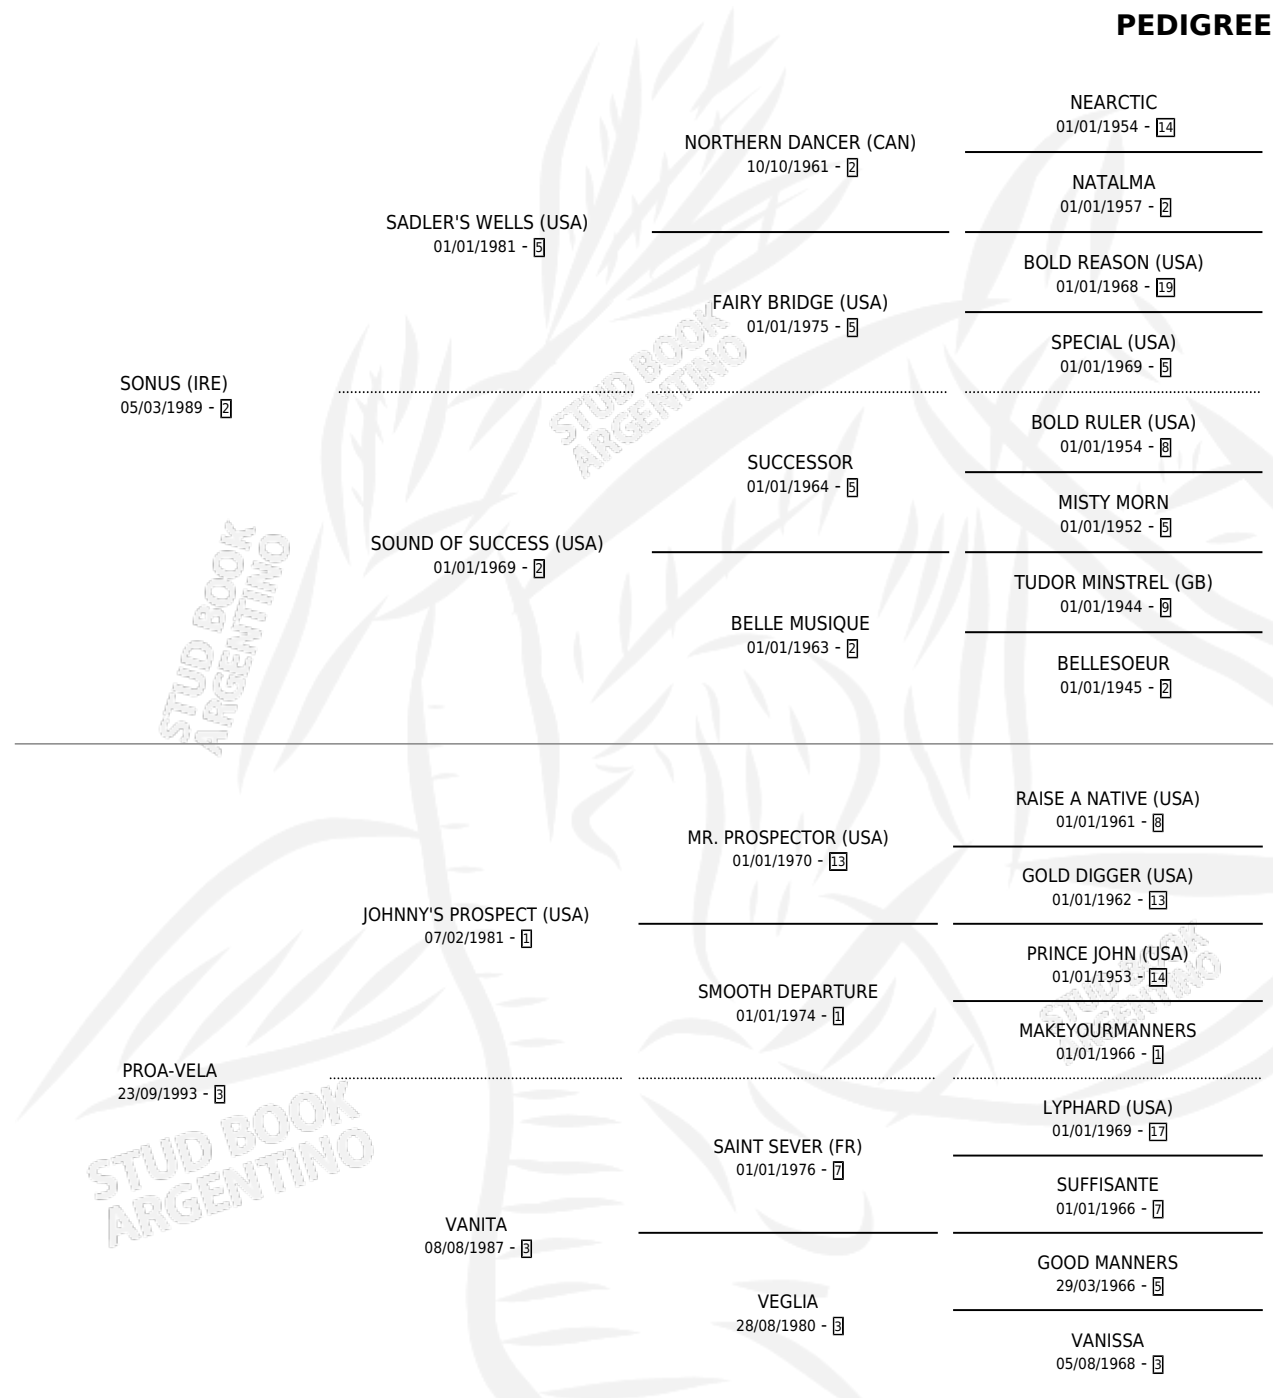 PEDIGREE
NEARCTIC
01/01/1954 - 14
NORTHERN DANCER (CAN)
10/10/1961 - 2
NATALMA
01/01/1957 - 2
SADLER'S WELLS (USA)
01/01/1981 - 5
BOLD REASON (USA)
01/01/1968 - 19
FAIRY BRIDGE (USA)
01/01/1975 - 5
SPECIAL (USA)
01/01/1969 - 5
SONUS (IRE)
05/03/1989 - 2
BOLD RULER (USA)
01/01/1954 - 8
SUCCESSOR
01/01/1964 - 5
MISTY MORN
01/01/1952 - 5
SOUND OF SUCCESS (USA)
01/01/1969 - 2
TUDOR MINSTREL (GB)
01/01/1944 - 9
BELLE MUSIQUE
01/01/1963 - 2
BELLESOEUR
01/01/1945 - 2
RAISE A NATIVE (USA)
01/01/1961 - 8
MR. PROSPECTOR (USA)
01/01/1970 - 13
GOLD DIGGER (USA)
01/01/1962 - 13
JOHNNY'S PROSPECT (USA)
07/02/1981 - 1
PRINCE JOHN (USA)
01/01/1953 - 14
SMOOTH DEPARTURE
01/01/1974 - 1
MAKEYOURMANNERS
01/01/1966 - 1
PROA-VELA
23/09/1993 - 3
LYPHARD (USA)
01/01/1969 - 17
SAINT SEVER (FR)
01/01/1976 - 7
SUFFISANTE
01/01/1966 - 7
VANITA
08/08/1987 - 3
GOOD MANNERS
29/03/1966 - 5
VEGLIA
28/08/1980 - 3
VANISSA
05/08/1968 - 3
STUD BOOK
ARGENTINO
STUD BOOK
ARGENTINO
STUD BOOK
ARGENTINO
STUD BOOK
ARGENTINO